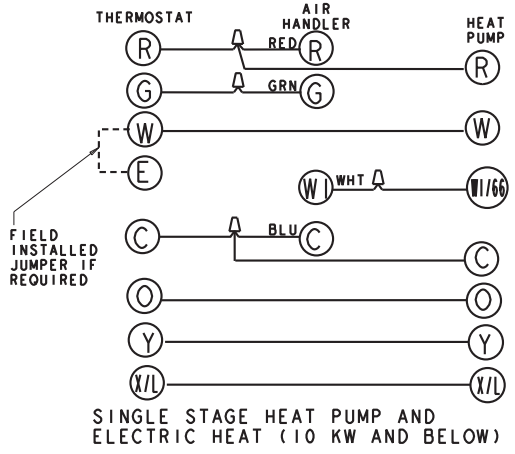 THERMOSTAT
AIR
HANDLER
HEAT
PUMP
R RED R
R
G GRN G
W W
E
W1 WHT W1/66
FIELD
INSTALLED
JUMPER IF
REQUIRED
C BLU C
C
O O
Y Y
X/L X/L
SINGLE STAGE HEAT PUMP AND
ELECTRIC HEAT (10 KW AND BELOW)